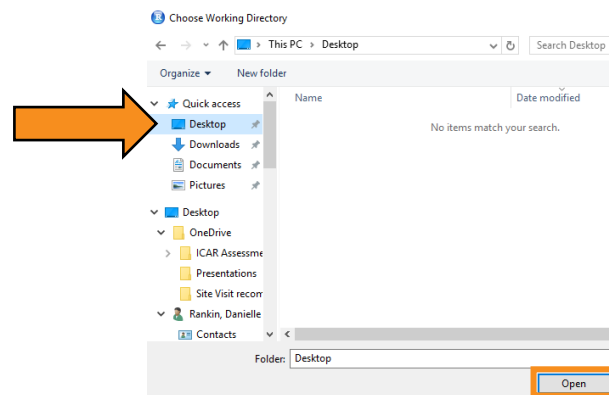 Choose Working Directory
This PC > Desktop
Search Desktop
Organize
New folder
Quick access
Desktop
Downloads
Documents
Pictures
Desktop
OneDrive
ICAR Assessme
Presentations
Site Visit recom
Rankin, Danielle
Contacts
Name
Date modified
No items match your search.
Folder: Desktop
Open